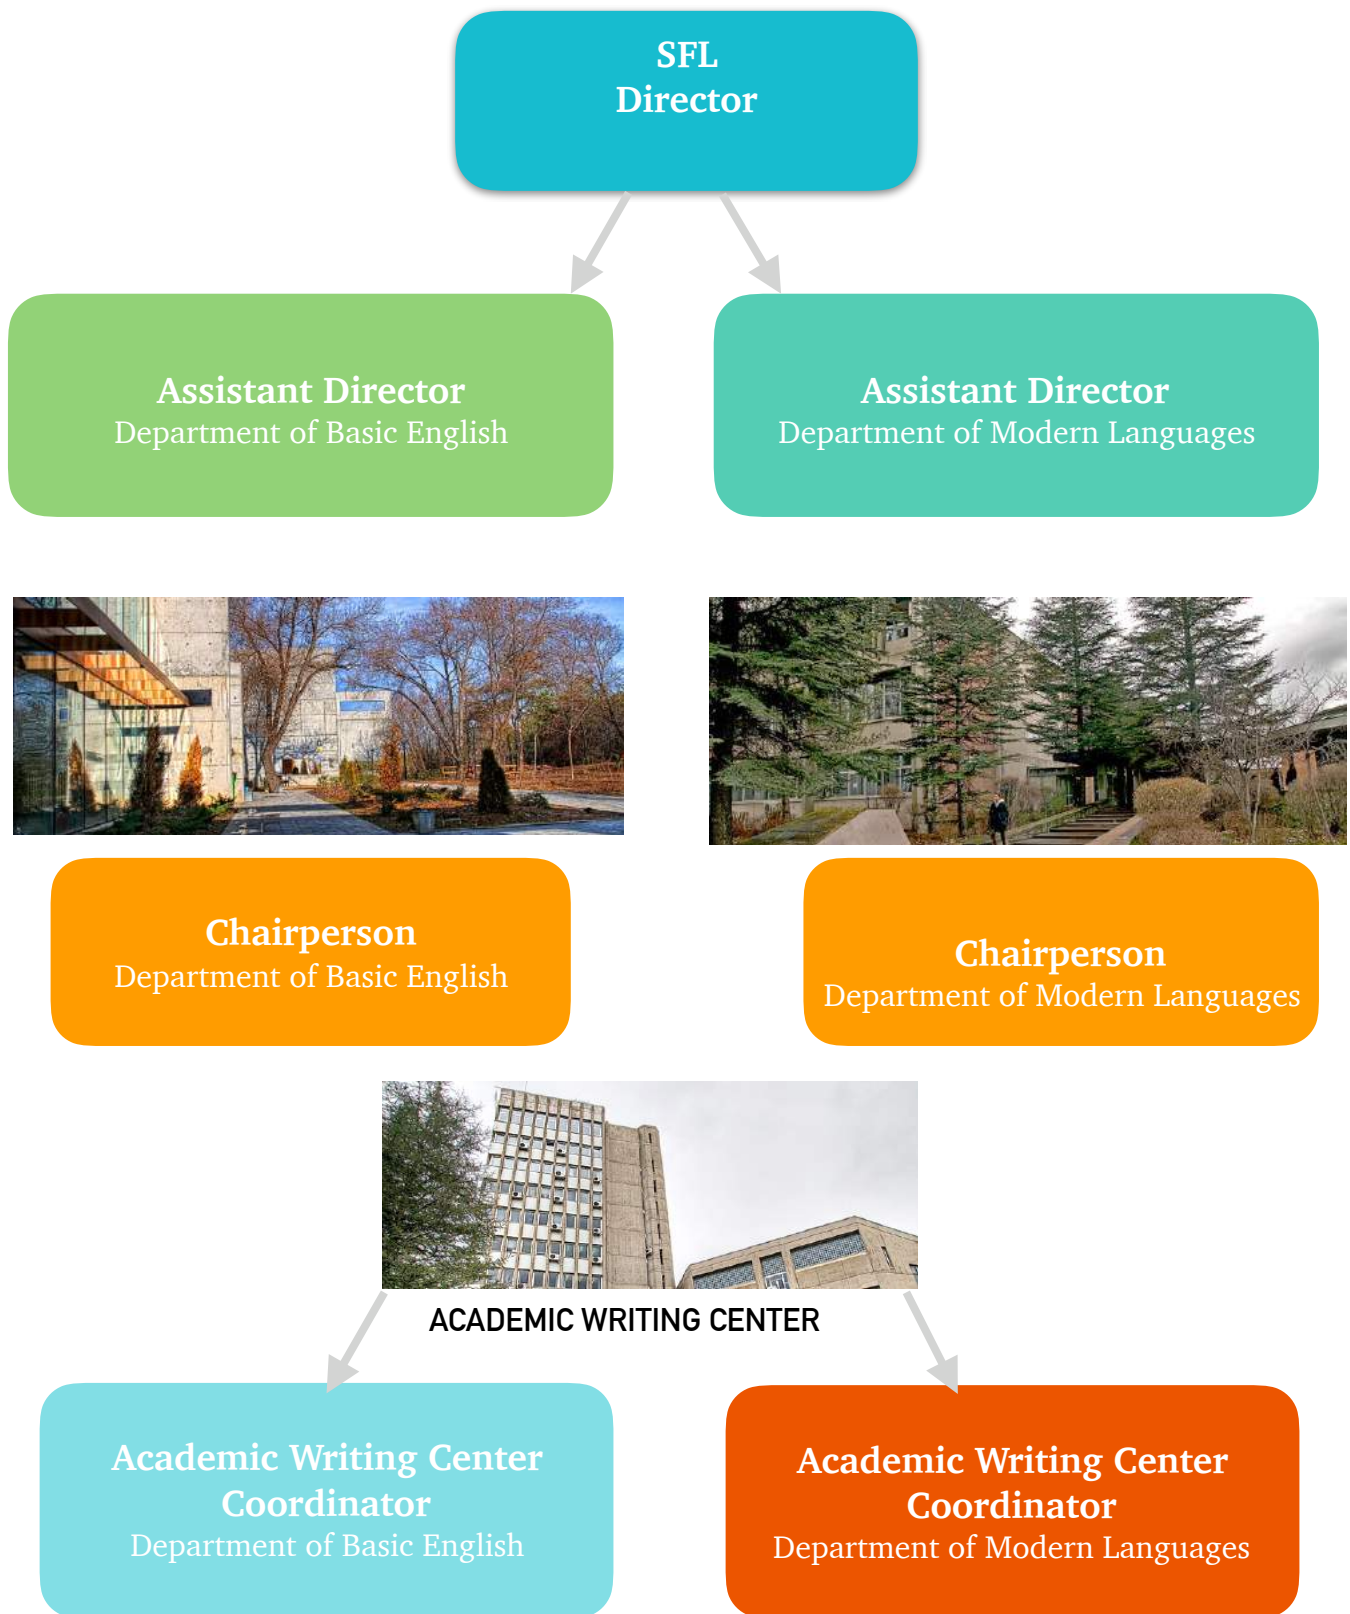 SFL
Director
Assistant Director
Department of Basic English
Assistant Director
Department of Modern Languages
Chairperson
Department of Basic English
Chairperson
Department of Modern Languages
ACADEMIC WRITING CENTER
Academic Writing Center
Coordinator
Department of Basic English
Academic Writing Center
Coordinator
Department of Modern Languages